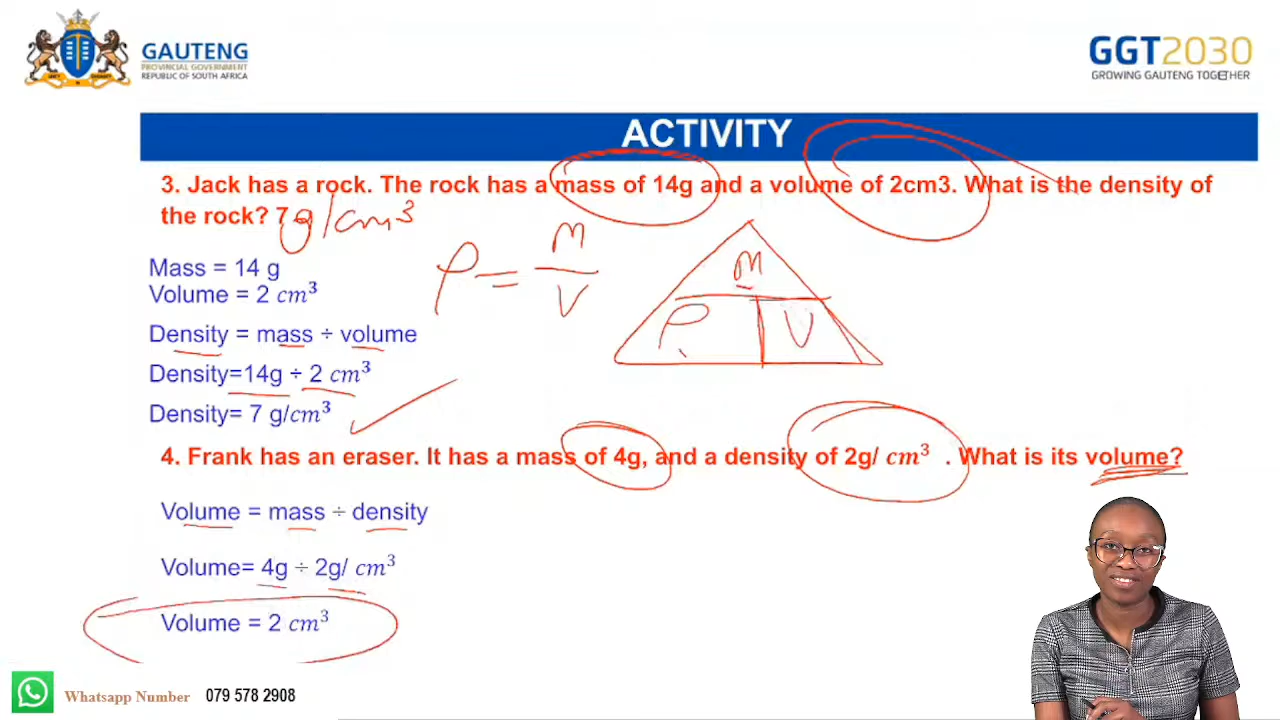 GAUTENG
PROVINCIAL GOVERNMENT
REPUBLIC OF SOUTH AFRICA
GGT2030
GROWING GAUTENG TOGETHER
ACTIVITY
3. Jack has a rock. The rock has a mass of 14g and a volume of 2cm3. What is the density of
the rock? 7 g/cm³
Mass = 14 g
Volume = 2 cm³
ρ = m/v
m
ρ v
Density = mass ÷ volume
Density=14g ÷ 2 cm³
Density= 7 g/cm³
4. Frank has an eraser. It has a mass of 4g, and a density of 2g/ cm³ . What is its volume?
Volume = mass ÷ density
Volume= 4g ÷ 2g/ cm³
Volume = 2 cm³
Whatsapp Number 079 578 2908